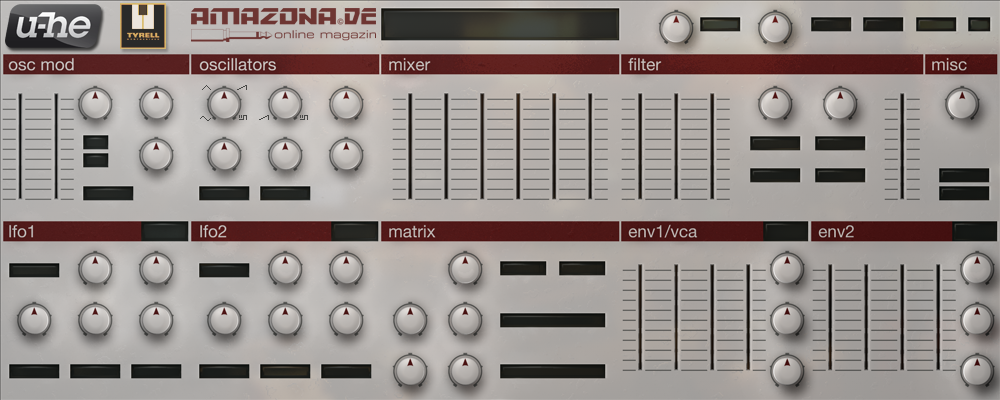 u-he
TYRELL
AMAZONA.DE
online magazin
osc mod
oscillators
mixer
filter
misc
lfo1
lfo2
matrix
env1/vca
env2